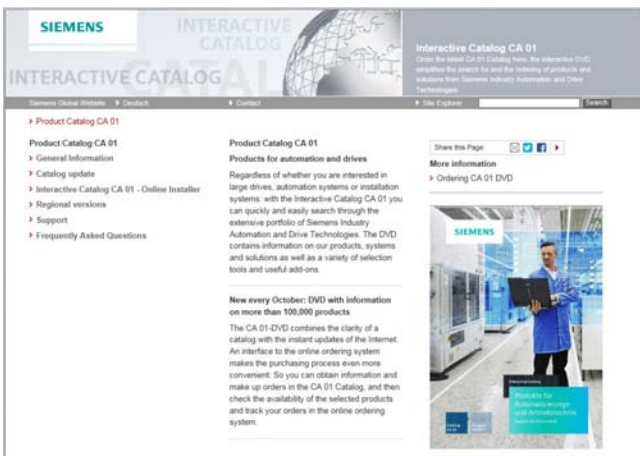 SIEMENS
INTERACTIVE
CATALOG
INTERACTIVE CATALOG
Interactive Catalog CA 01
Order the latest CA 01 Catalog here: the interactive DVD
simplifies the search for and the ordering of products and
solutions from Siemens Industry Automation and Drive
Technologies.
Siemens Global Website
Deutsch
Contact
Site Explorer
Search
Product Catalog CA 01
Product Catalog CA 01
General Information
Catalog update
Interactive Catalog CA 01 - Online Installer
Regional versions
Support
Frequently Asked Questions
Product Catalog CA 01
Products for automation and drives
Regardless of whether you are interested in
large drives, automation systems or installation
systems: with the Interactive Catalog CA 01 you
can quickly and easily search through the
extensive portfolio of Siemens Industry
Automation and Drive Technologies. The DVD
contains information on our products, systems
and solutions as well as a variety of selection
tools and useful add-ons.
New every October: DVD with information
on more than 100,000 products
The CA 01-DVD combines the clarity of a
catalog with the instant updates of the Internet.
An interface to the online ordering system
makes the purchasing process even more
convenient: So you can obtain information and
make up orders in the CA 01 Catalog, and then
check the availability of the selected products
and track your orders in the online ordering
system.
Share this Page:
More information
Ordering CA 01 DVD
SIEMENS
Produkte für
Automatisierungs-
und Antriebstechnik